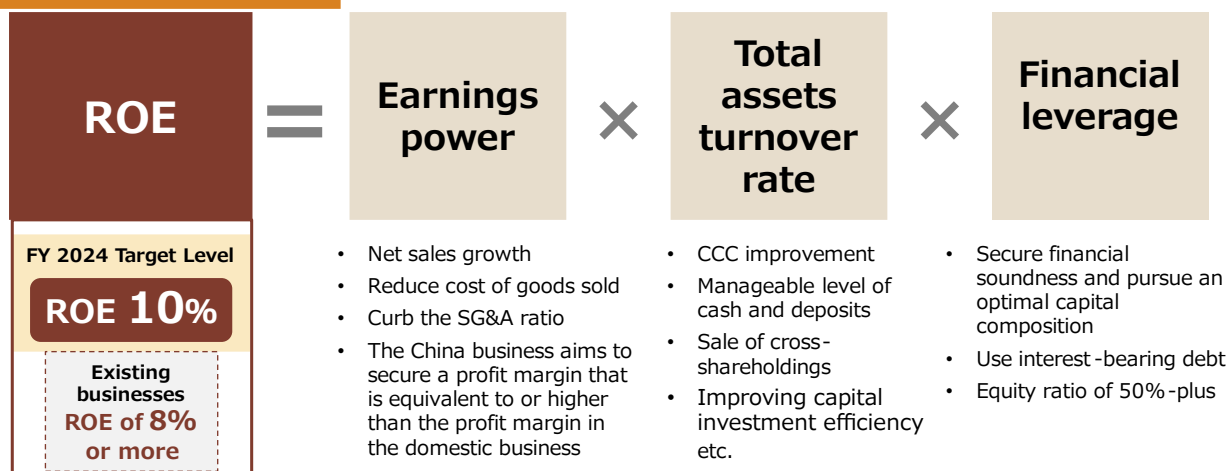 ROE
=
Earnings
power
×
Total
assets
turnover
rate
×
Financial
leverage
FY 2024 Target Level
ROE 10%
Existing
businesses
ROE of 8%
or more
• Net sales growth
• Reduce cost of goods sold
• Curb the SG&A ratio
• The China business aims to
secure a profit margin that
is equivalent to or higher
than the profit margin in
the domestic business
• CCC improvement
• Manageable level of
cash and deposits
• Sale of cross-
shareholdings
• Improving capital
investment efficiency
etc.
• Secure financial
soundness and pursue an
optimal capital
composition
• Use interest-bearing debt
• Equity ratio of 50%-plus